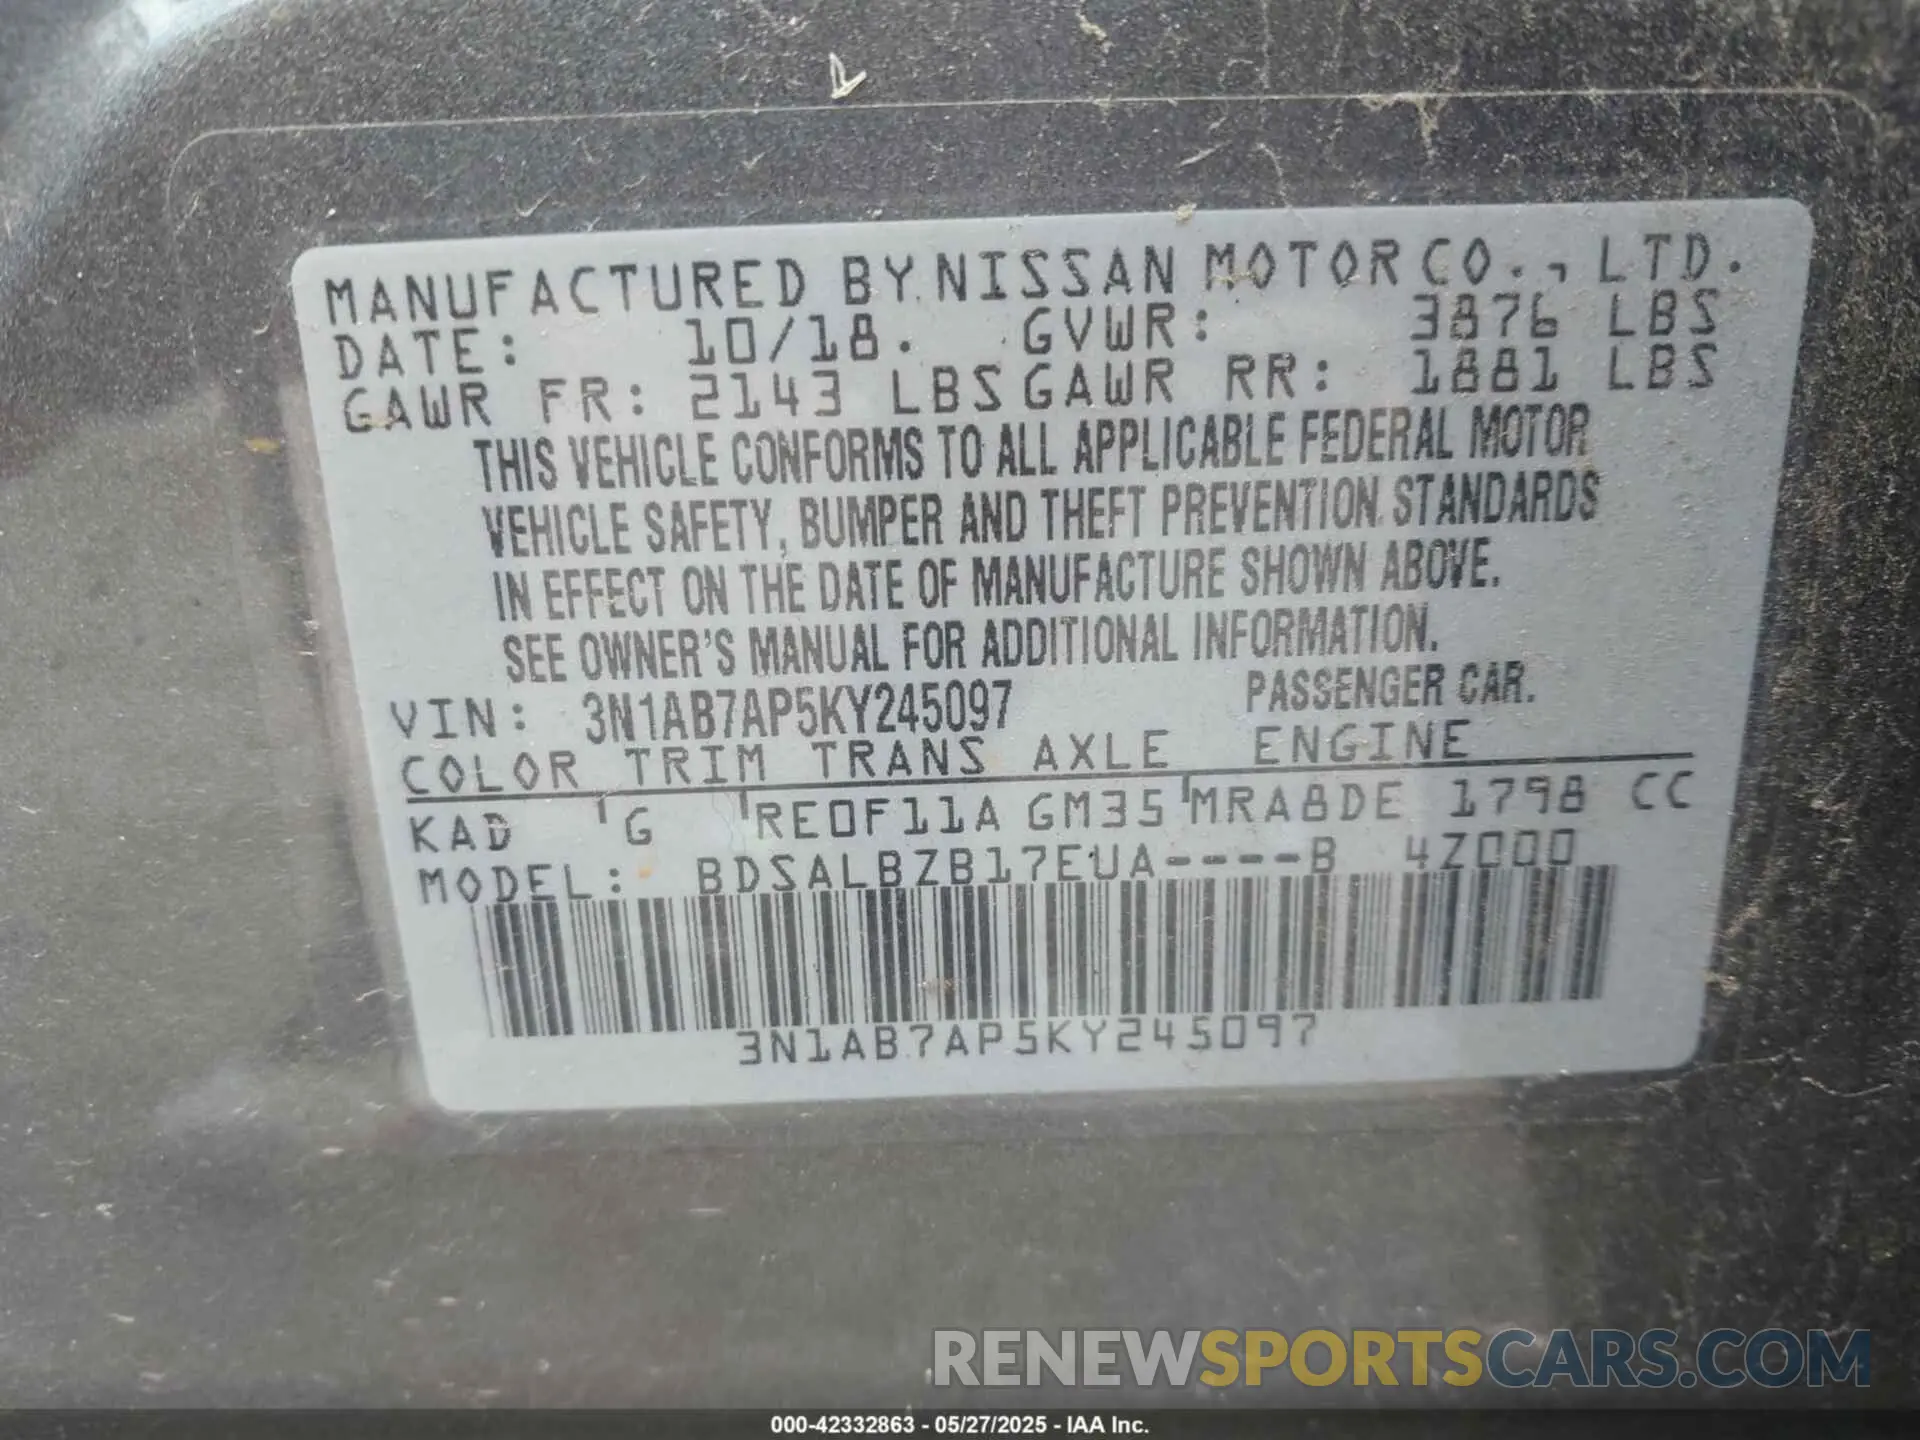 MANUFACTURED BY NISSAN MOTOR CO., LTD.
DATE: 10/18. GVWR: 3876 LBS
GAWR FR: 2143 LBS GAWR RR: 1881 LBS
THIS VEHICLE CONFORMS TO ALL APPLICABLE FEDERAL MOTOR
VEHICLE SAFETY, BUMPER AND THEFT PREVENTION STANDARDS
IN EFFECT ON THE DATE OF MANUFACTURE SHOWN ABOVE.
SEE OWNER'S MANUAL FOR ADDITIONAL INFORMATION.
VIN: 3N1AB7AP5KY245097 PASSENGER CAR.
COLOR TRIM TRANS AXLE ENGINE
KAD G RE0F11A GM35 MRA8DE 1798 CC
MODEL: BDSALBZB17EUA----B 4Z000
3N1AB7AP5KY245097
RENEWSPORTSCARS.COM
000-42332863 - 05/27/2025 - IAA Inc.